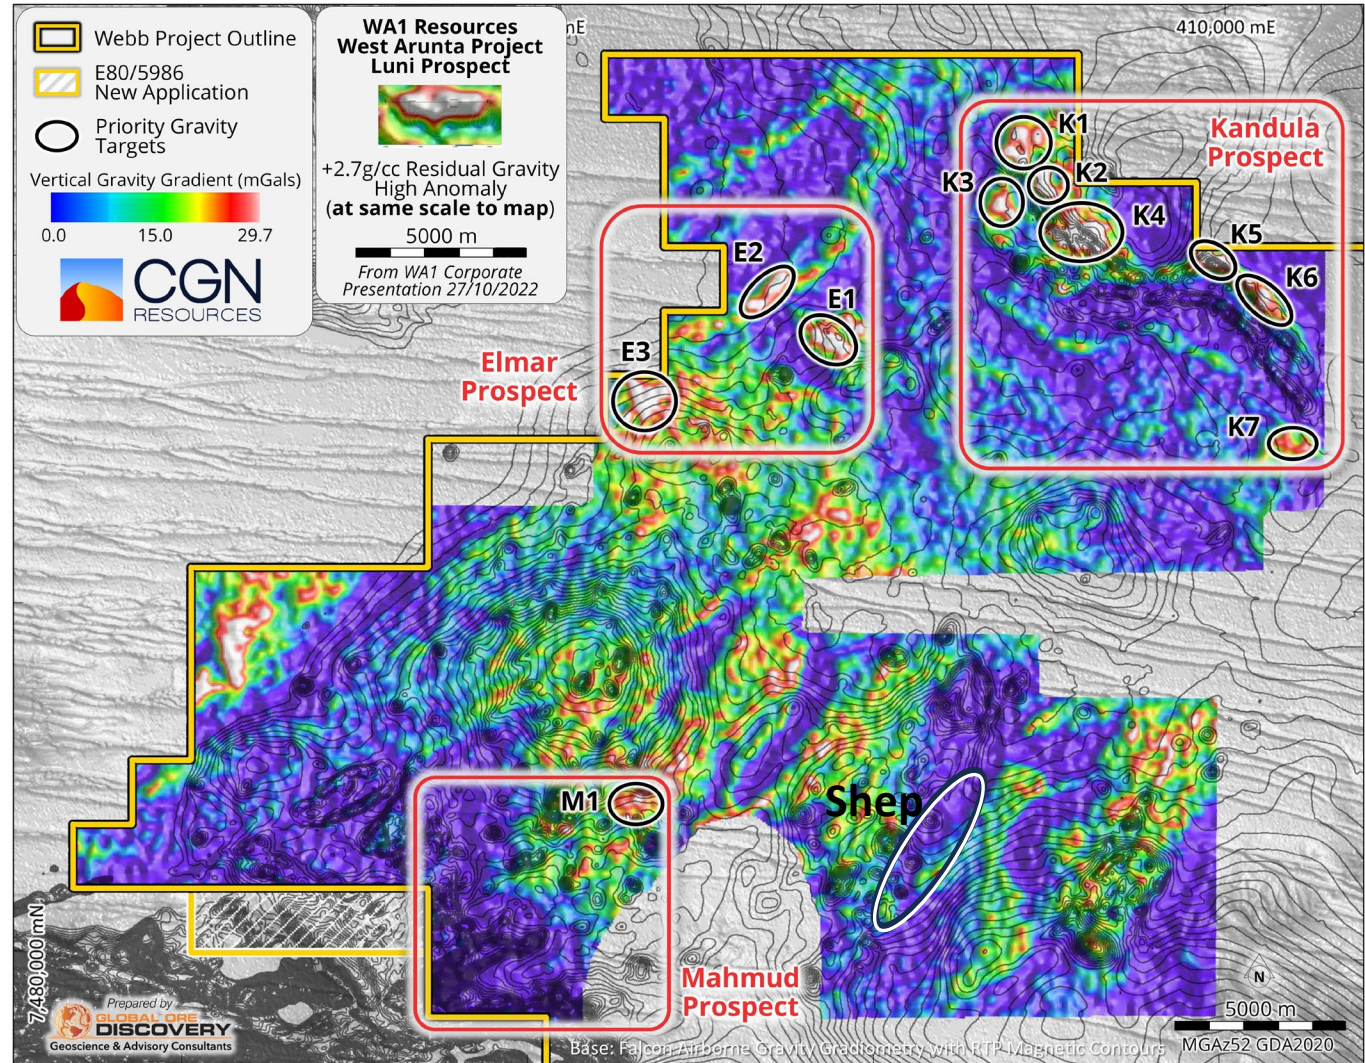 Webb Project Outline
E80/5986
New Application
Priority Gravity
Targets
Vertical Gravity Gradient (mGals)
0.0 15.0 29.7
CGN
RESOURCES
WA1 Resources
West Arunta Project
Luni Prospect
+2.7g/cc Residual Gravity
High Anomaly
(at same scale to map)
5000 m
From WA1 Corporate
Presentation 27/10/2022
mE
410,000 mE
Kandula
Prospect
K1
K2
K3
K4
K5
K6
K7
E2
E1
E3
Elmar
Prospect
M1
Shep
Mahmud
Prospect
7,480,000 mN
Prepared by
GLOBAL ORE
DISCOVERY
Geoscience & Advisory Consultants
N
5000 m
MGAz52 GDA2020
Base: Falcon Airborne Gravity Gradiometry with RTP Magnetic Contours